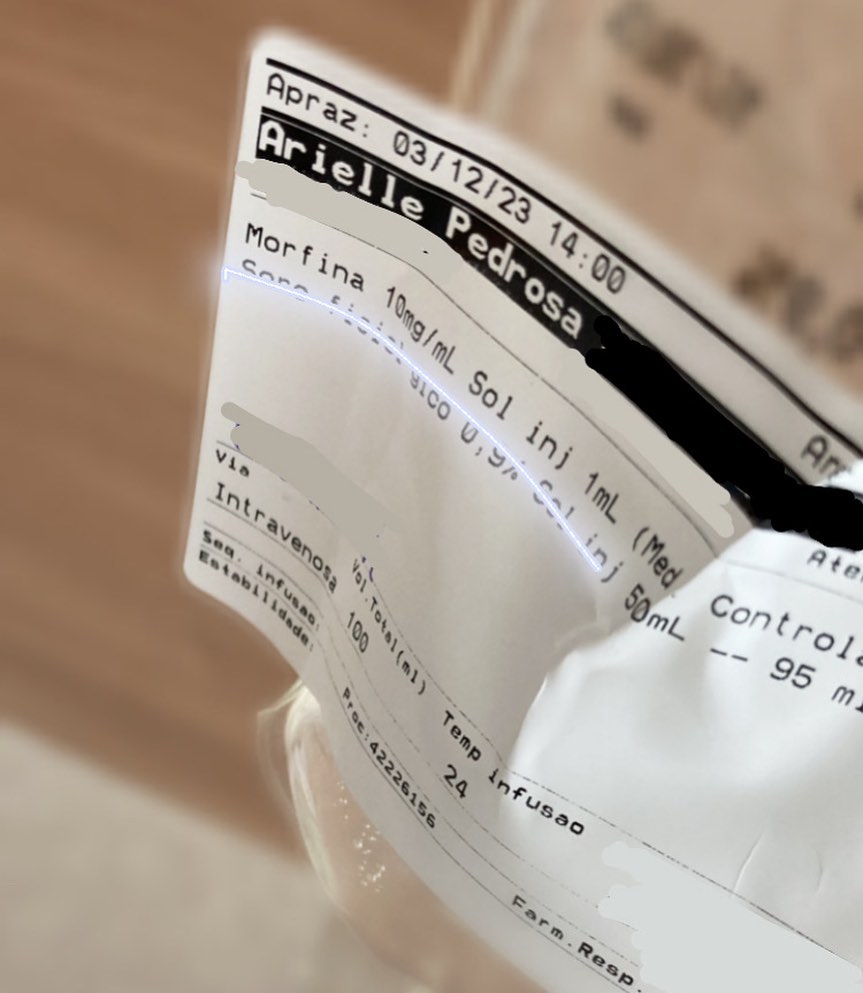 Apraz: 03/12/23 14:00
Arielle Pedrosa
Morfina 10mg/mL Sol inj 1mL (Med. Controla
Soro fisiologico 0,9% Sol inj 50mL -- 95 ml
Via
Vol.Total(ml)
Temp infusao
Intravenosa
100
24
Seq. infusao:
Estabilidade:
Proc:42226156
Farm.Resp.